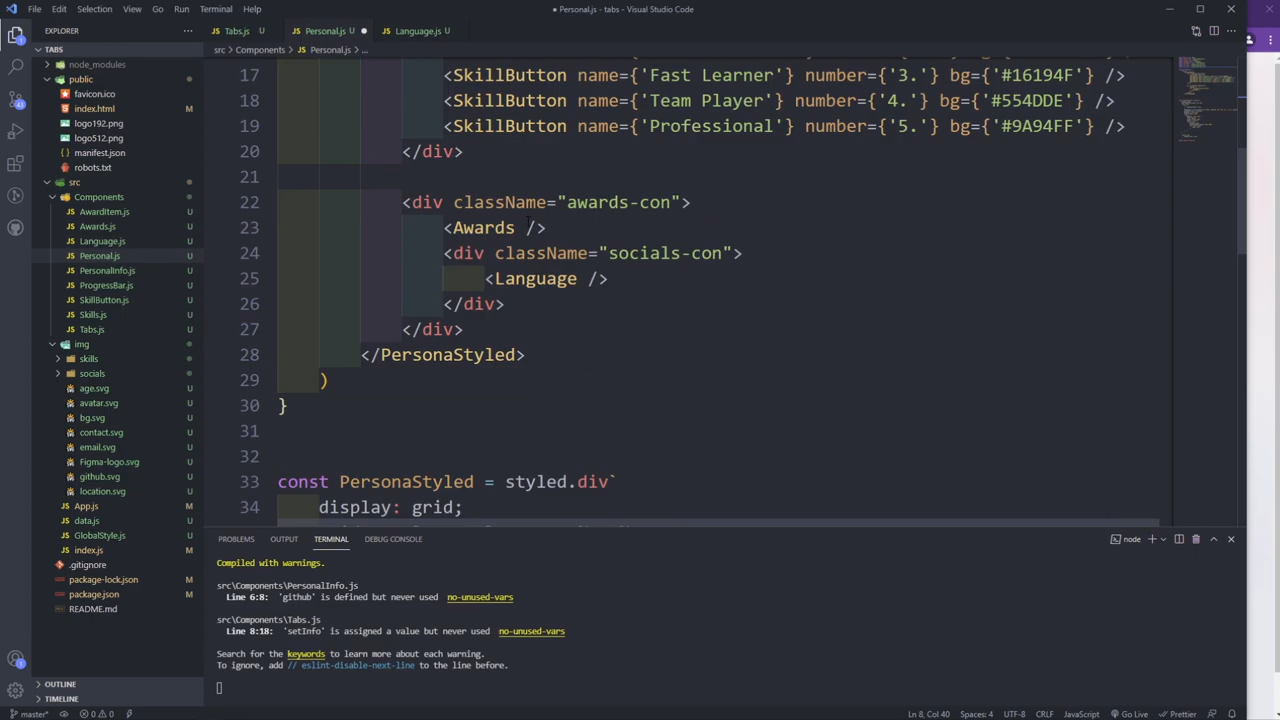 File Edit Selection View Go Run Terminal Help
● Personal.js - tabs - Visual Studio Code
EXPLORER
TABS
node_modules
public
favicon.ico
index.html M
logo192.png
logo512.png
manifest.json
robots.txt
src
Components
AwardItem.js U
Awards.js U
Language.js U
Personal.js U
PersonalInfo.js U
ProgressBar.js U
SkillButton.js U
Skills.js U
Tabs.js U
img
skills
socials
age.svg U
avatar.svg U
bg.svg U
contact.svg U
email.svg U
Figma-logo.svg U
github.svg U
location.svg U
App.js U
data.js U
GlobalStyle.js U
index.js M
.gitignore
package-lock.json M
package.json M
README.md
OUTLINE
TIMELINE
Tabs.js U Personal.js U ● Language.js U
src > Components > Personal.js > ...
17 <SkillButton name={'Fast Learner'} number={'3.'} bg={'#16194F'} />
18 <SkillButton name={'Team Player'} number={'4.'} bg={'#554DDE'} />
19 <SkillButton name={'Professional'} number={'5.'} bg={'#9A94FF'} />
20 </div>
21
22 <div className="awards-con">
23 <Awards />
24 <div className="socials-con">
25 <Language />
26 </div>
27 </div>
28 </PersonaStyled>
29 )
30 }
31
32
33 const PersonaStyled = styled.div`
34 display: grid;
PROBLEMS OUTPUT TERMINAL DEBUG CONSOLE
node
Compiled with warnings.
src\Components\PersonalInfo.js
Line 6:8: 'github' is defined but never used no-unused-vars
src\Components\Tabs.js
Line 8:18: 'setInfo' is assigned a value but never used no-unused-vars
Search for the keywords to learn more about each warning.
To ignore, add // eslint-disable-next-line to the line before.
master* 0 0 Ln 8, Col 40 Spaces: 4 UTF-8 CRLF JavaScript Go Live Prettier